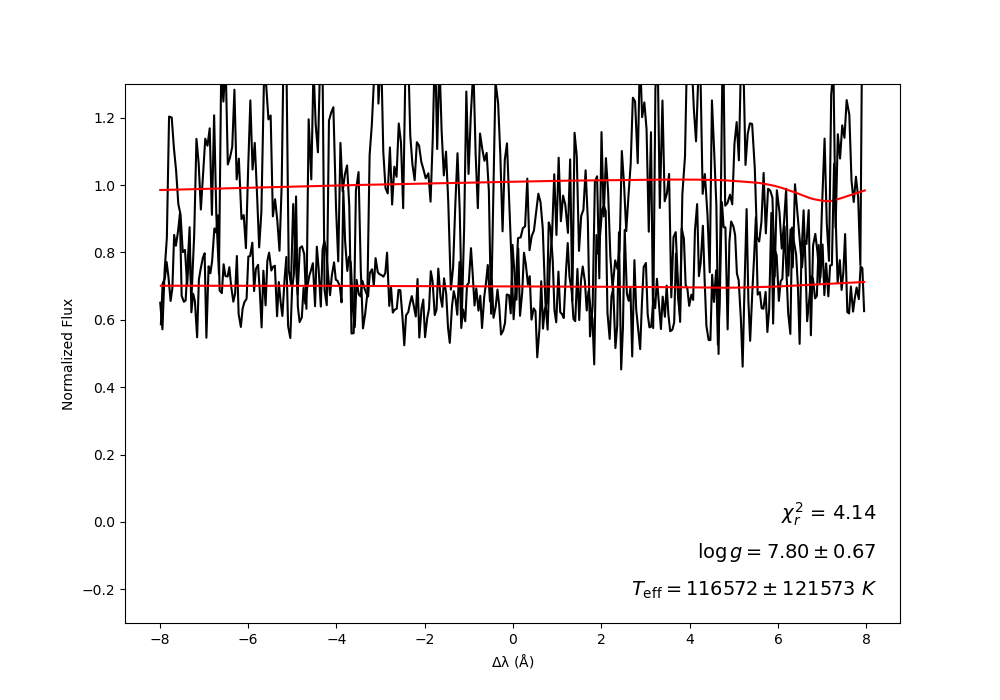 1.2
1.0
0.8
0.6
0.4
0.2
0.0
−0.2
Normalized Flux
χ²ᵣ = 4.14
log g = 7.80 ± 0.67
T_eff = 116572 ± 121573 K
−8 −6 −4 −2 0 2 4 6 8
Δλ (Å)